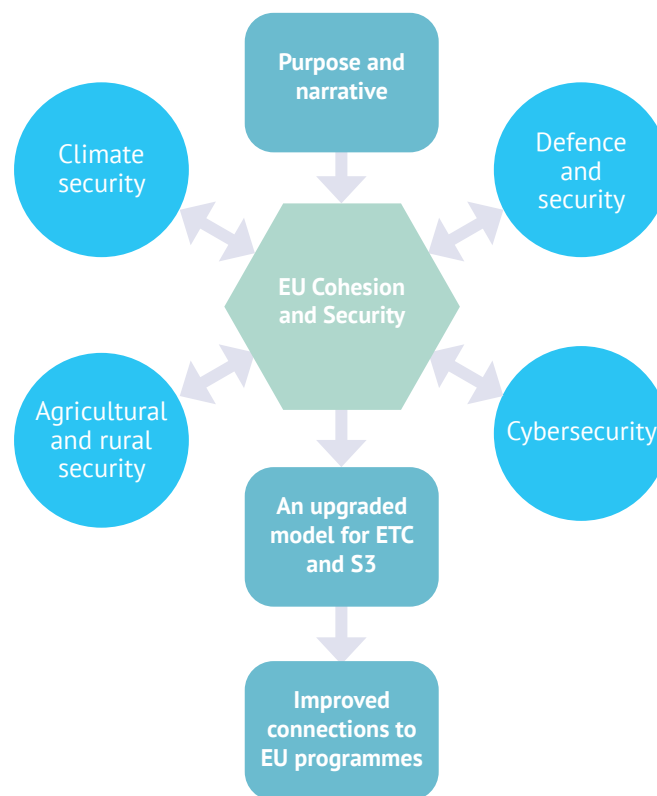 Purpose and
narrative
Climate
security
Defence
and
security
EU Cohesion
and Security
Agricultural
and rural
security
Cybersecurity
An upgraded
model for ETC
and S3
Improved
connections to
EU programmes